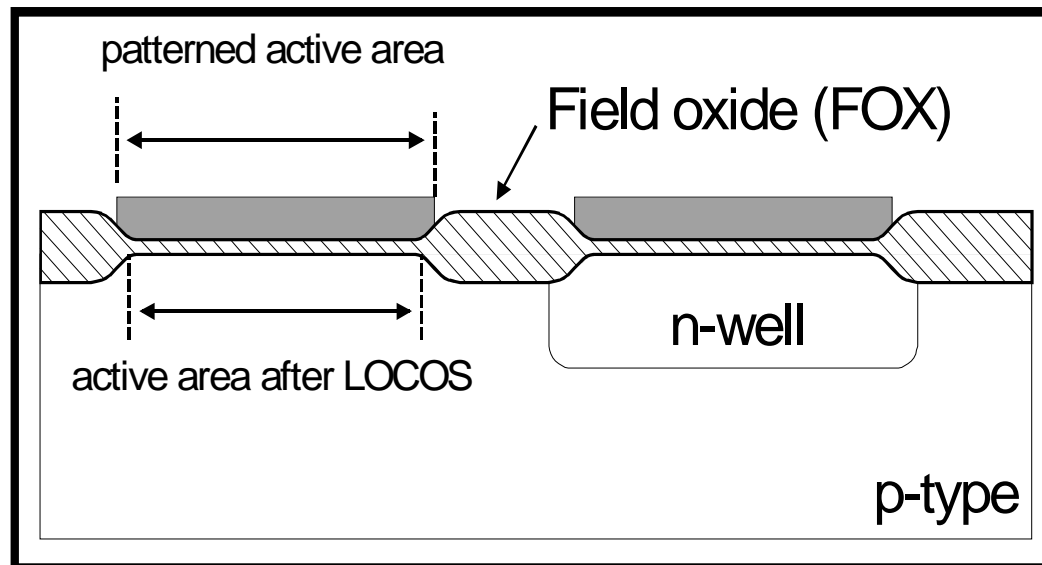 patterned active area
Field oxide (FOX)
n-well
active area after LOCOS
p-type